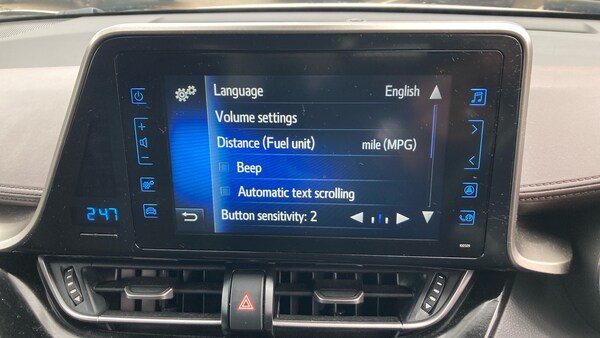 Language English
Volume settings
Distance (Fuel unit) mile (MPG)
Beep
Automatic text scrolling
Button sensitivity: 2
2:47